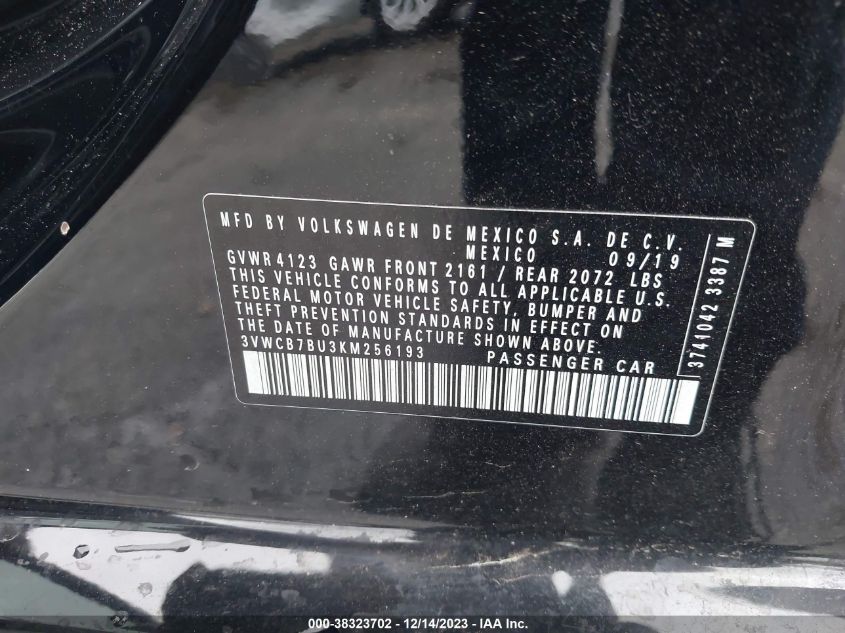 MFD BY VOLKSWAGEN DE MEXICO S.A. DE C.V.
MEXICO 09/19
GVWR 4123 GAWR FRONT 2161 / REAR 2072 LBS
THIS VEHICLE CONFORMS TO ALL APPLICABLE U.S.
FEDERAL MOTOR VEHICLE SAFETY, BUMPER AND
THEFT PREVENTION STANDARDS IN EFFECT ON
THE DATE OF MANUFACTURE SHOWN ABOVE.
3VWCB7BU3KM256193 PASSENGER CAR
3741042 3387 M
000-38323702 - 12/14/2023 - IAA Inc.